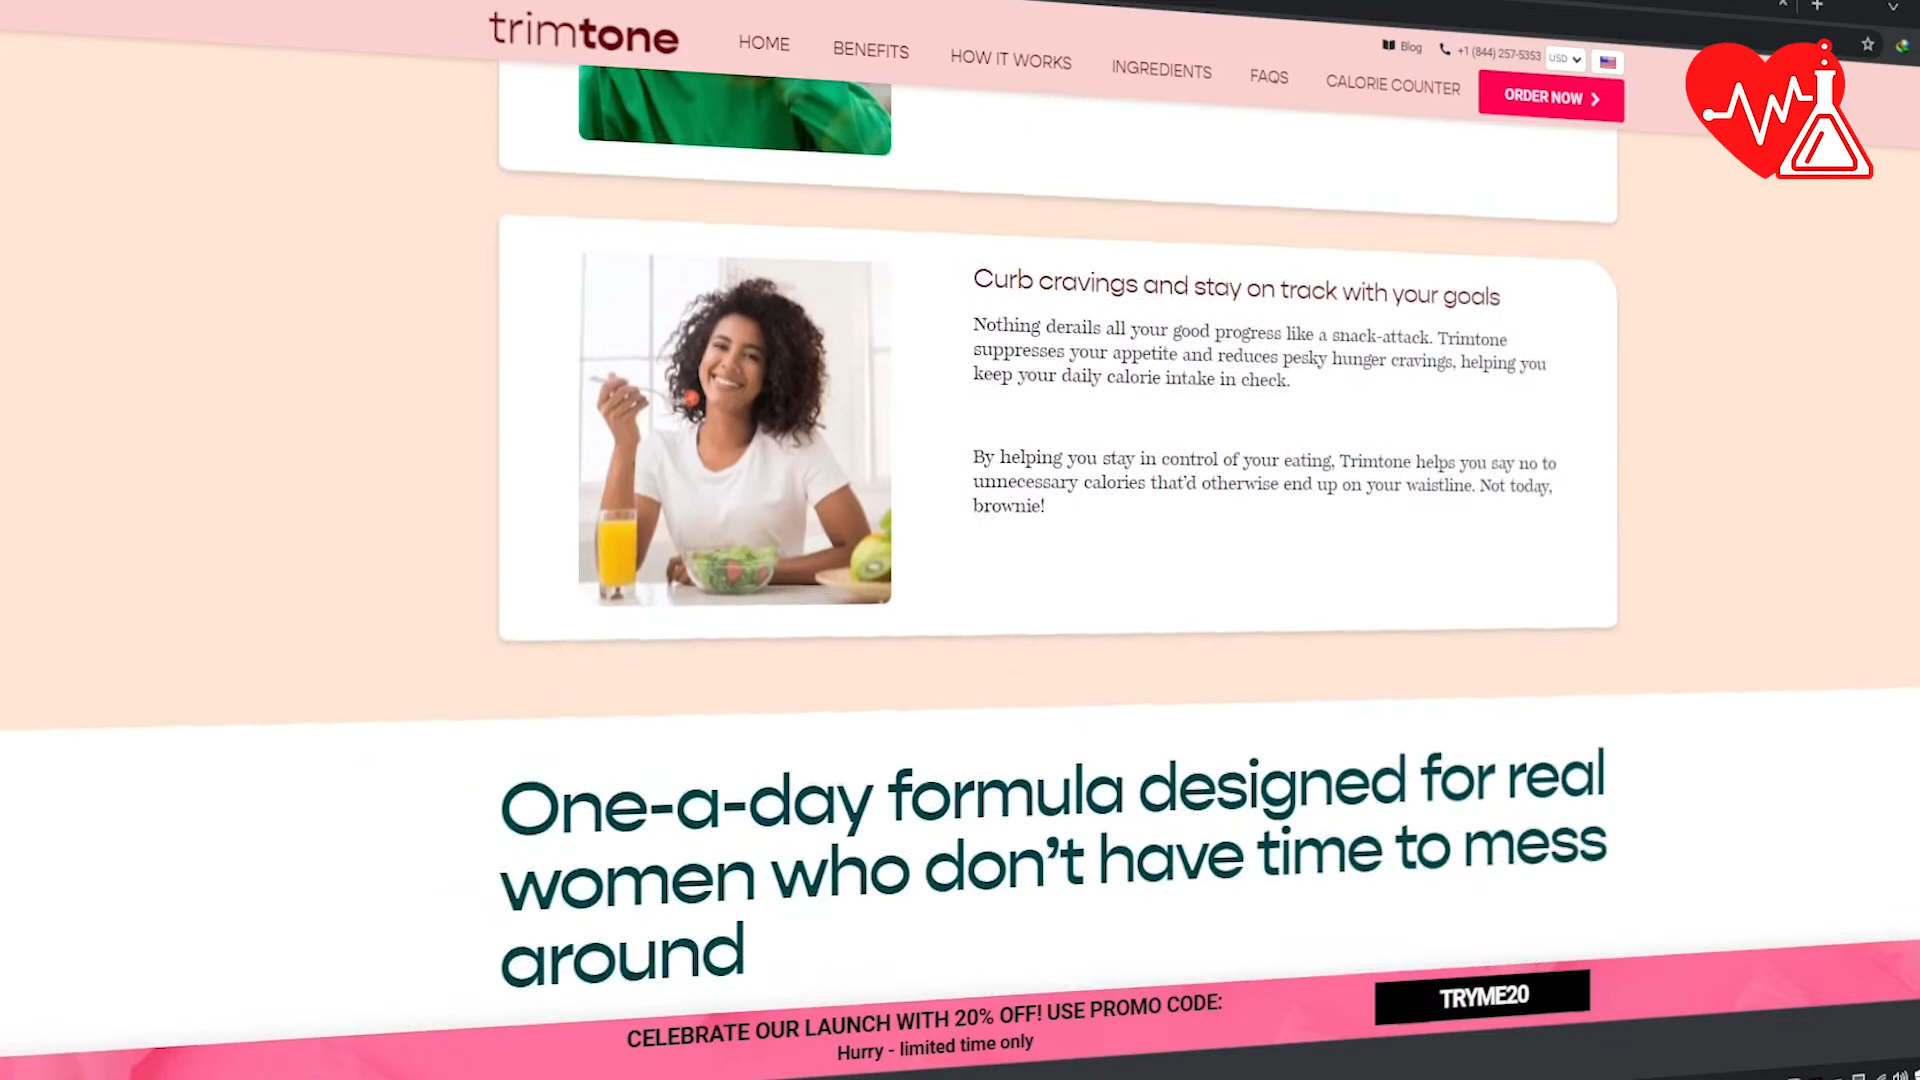 trimtone
HOME
BENEFITS
HOW IT WORKS
INGREDIENTS
FAQS
CALORIE COUNTER
Blog
+1 (844) 257-5353
USD
ORDER NOW
Curb cravings and stay on track with your goals
Nothing derails all your good progress like a snack-attack. Trimtone
suppresses your appetite and reduces pesky hunger cravings, helping you
keep your daily calorie intake in check.
By helping you stay in control of your eating, Trimtone helps you say no to
unnecessary calories that'd otherwise end up on your waistline. Not today,
brownie!
One-a-day formula designed for real
women who don't have time to mess
around
CELEBRATE OUR LAUNCH WITH 20% OFF! USE PROMO CODE:
Hurry - limited time only
TRYME20